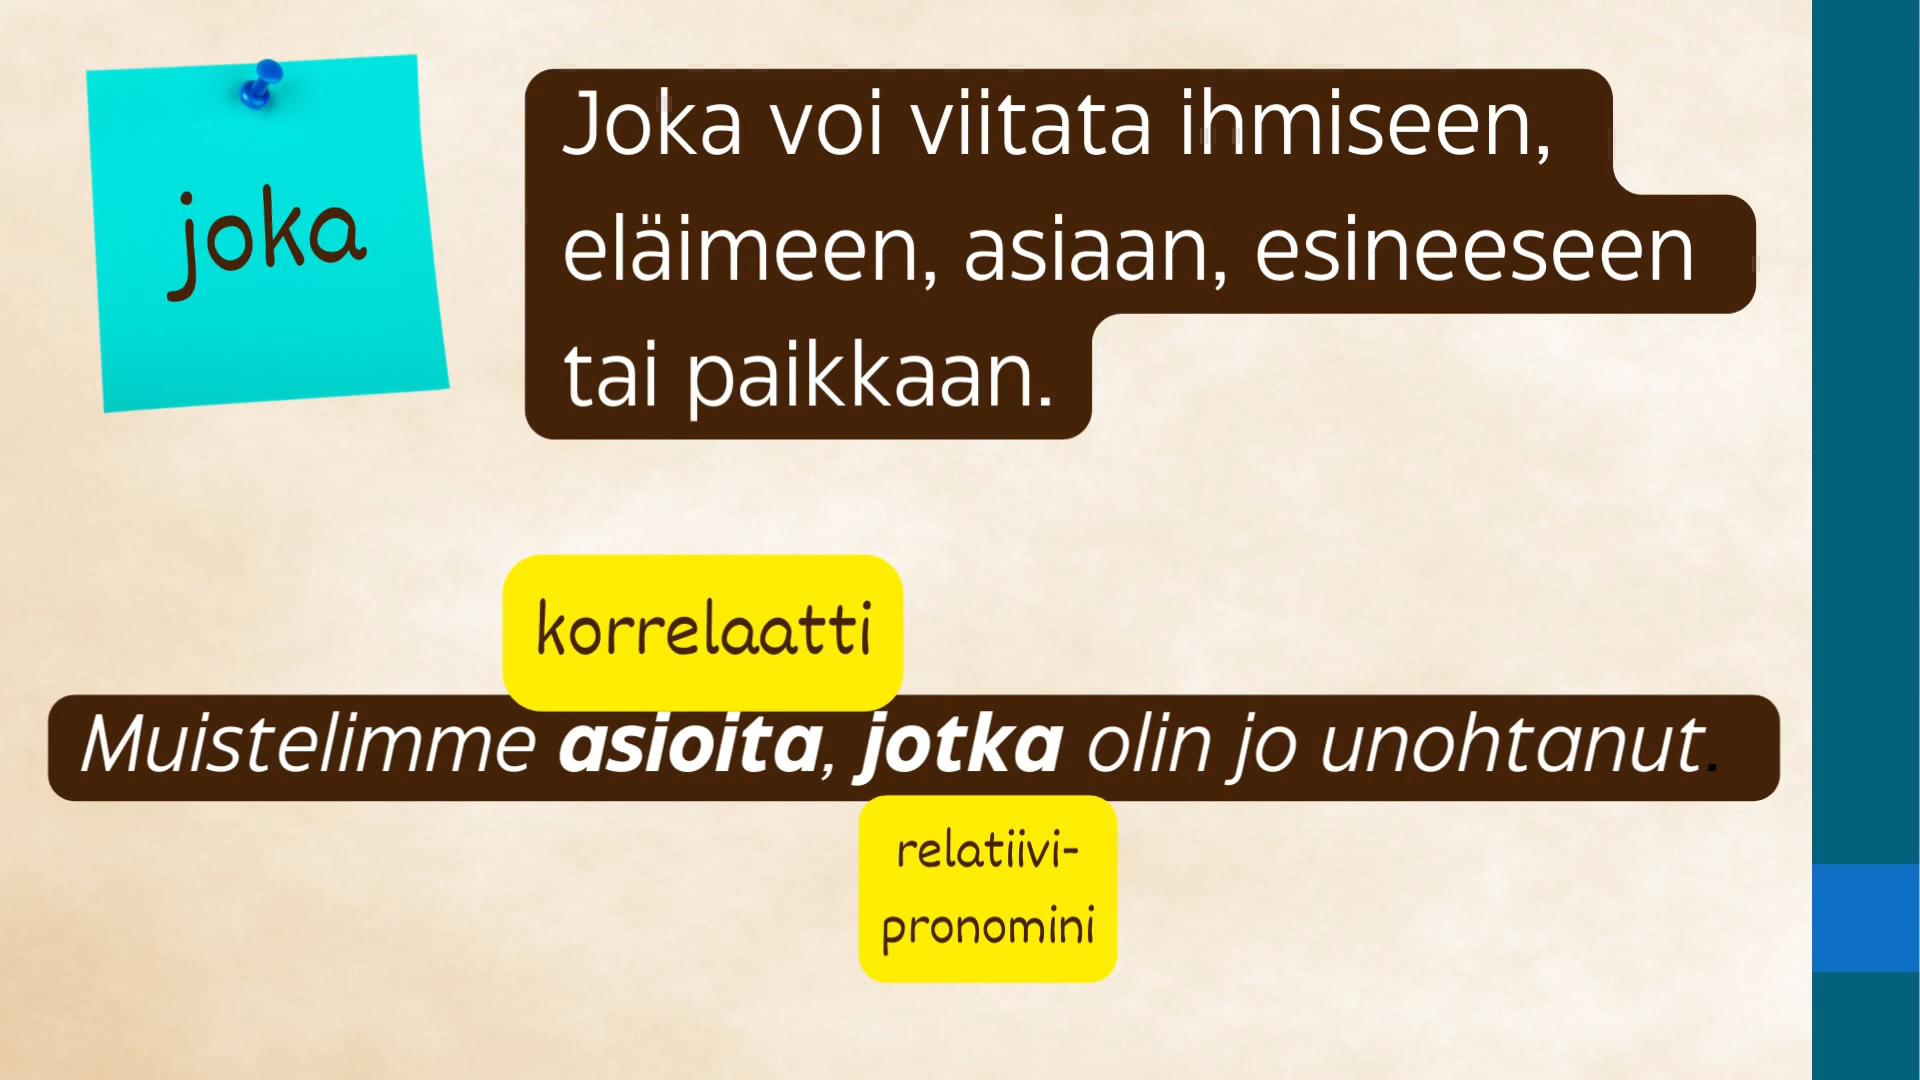 joka
Joka voi viitata ihmiseen,
eläimeen, asiaan, esineeseen
tai paikkaan.
korrelaatti
Muistelimme asioita, jotka olin jo unohtanut.
relatiivi-
pronomini